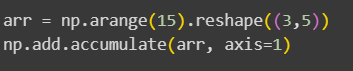 arr = np.arange(15).reshape((3,5))
np.add.accumulate(arr, axis=1)